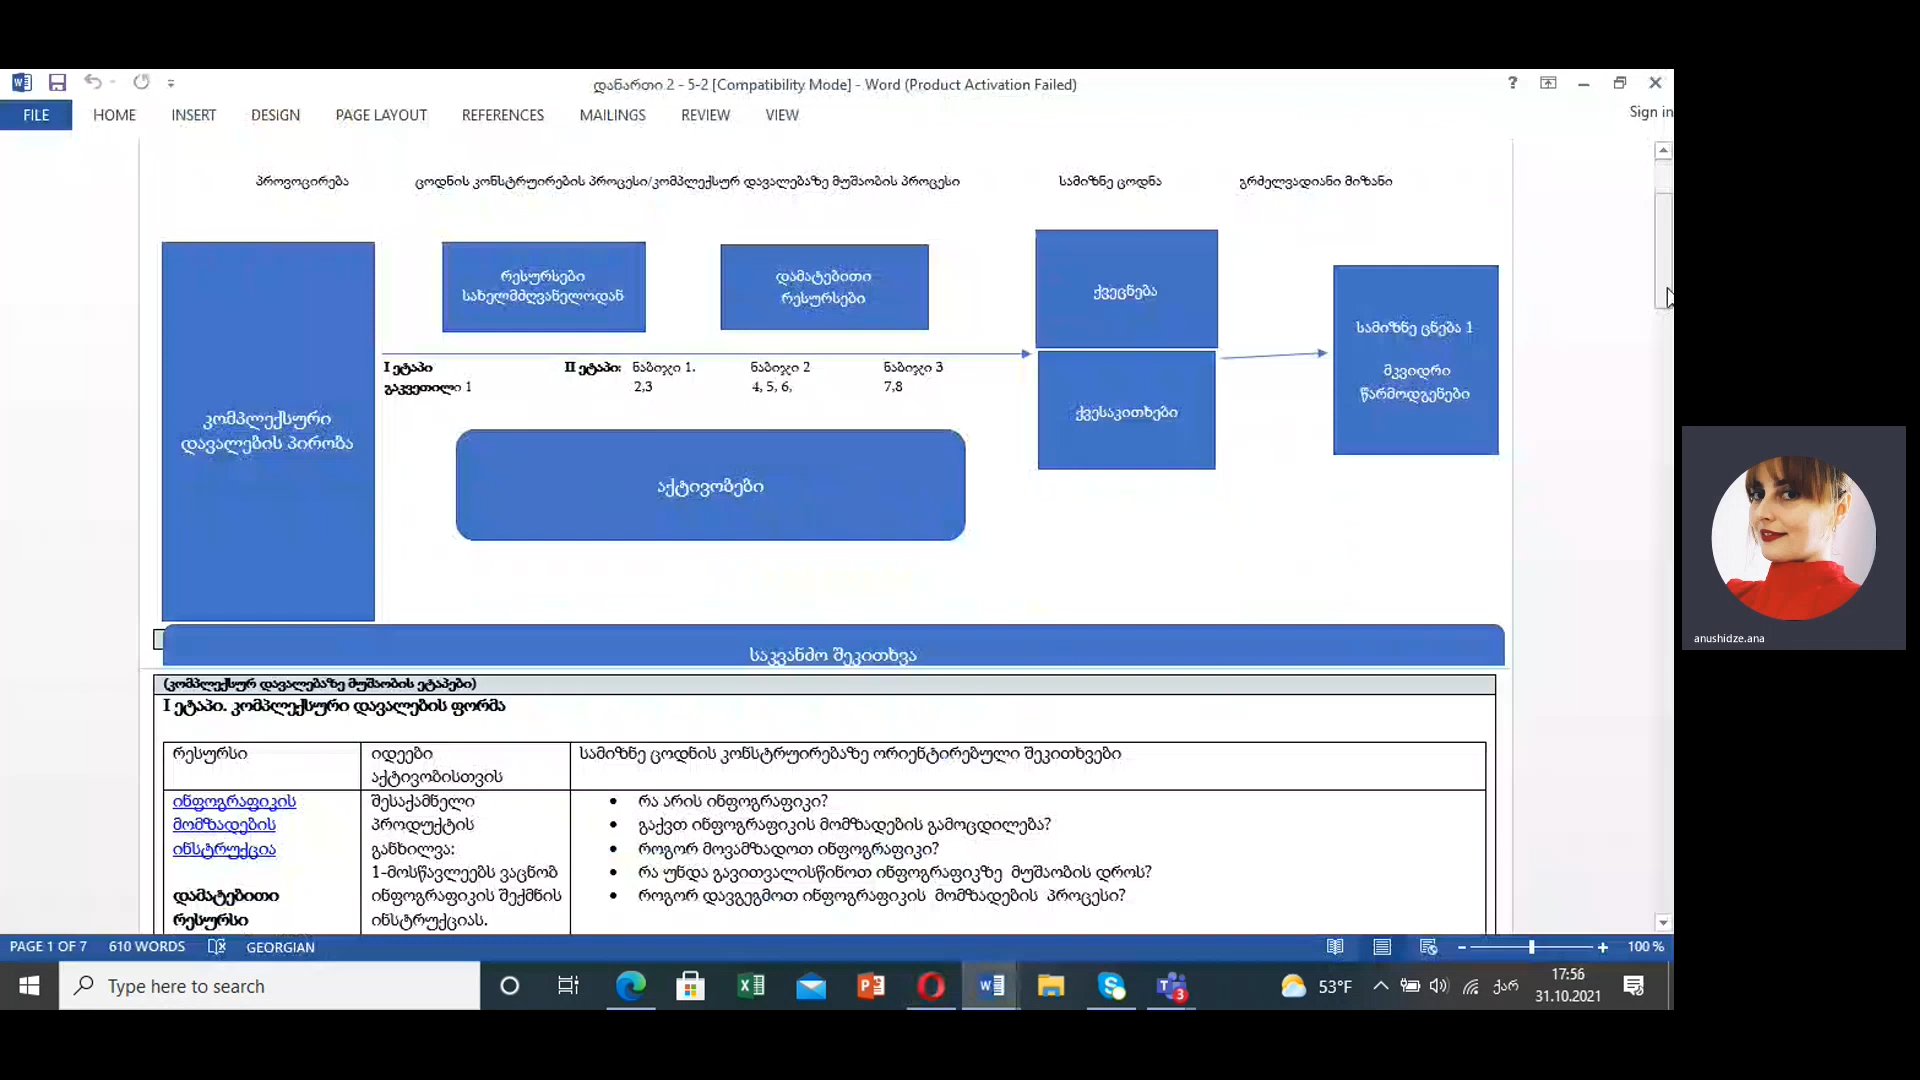 დანართი 2 - 5-2 [Compatibility Mode] - Word (Product Activation Failed)
FILE HOME INSERT DESIGN PAGE LAYOUT REFERENCES MAILINGS REVIEW VIEW
Sign in
პროვოცირება
ცოდნის კონსტრუირების პროცესი/კომპლექსურ დავალებაზე მუშაობის პროცესი
სამიზნე ცოდნა
გრძელვადიანი მიზანი
კომპლექსური
დავალების პირობა
რესურსები
სახელმძღვანელოდან
დამატებითი
რესურსები
I ეტაპი
გაკვეთილი 1
II ეტაპი:
ნაბიჯი 1.
2,3
ნაბიჯი 2
4, 5, 6,
ნაბიჯი 3
7,8
აქტივობები
ქვეცნება
ქვესაკითხები
სამიზნე ცნება 1
მკვიდრი
წარმოდგენები
საკვანძო შეკითხვა
(კომპლექსურ დავალებაზე მუშაობის ეტაპები)
I ეტაპი. კომპლექსური დავალების ფორმა
რესურსი
იდეები
აქტივობისთვის
სამიზნე ცოდნის კონსტრუირებაზე ორიენტირებული შეკითხვები
ინფოგრაფიკის
მომზადების
ინსტრუქცია
დამატებითი
რესურსი
შესაქმნელი
პროდუქტის
განხილვა:
1-მოსწავლეებს ვაცნობ
ინფოგრაფიკის შექმნის
ინსტრუქციას.
• რა არის ინფოგრაფიკი?
• გაქვთ ინფოგრაფიკის მომზადების გამოცდილება?
• როგორ მოვამზადოთ ინფოგრაფიკი?
• რა უნდა გავითვალისწინოთ ინფოგრაფიკზე მუშაობის დროს?
• როგორ დავგეგმოთ ინფოგრაფიკის მომზადების პროცესი?
anushidze.ana
PAGE 1 OF 7 610 WORDS GEORGIAN 100 %
Type here to search
3
53°F
ქარ
17:56
31.10.2021